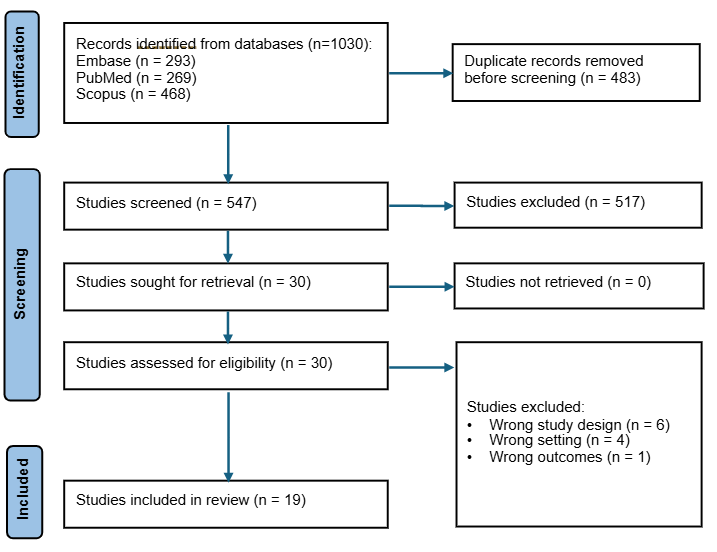 Identification
Records identified from databases (n=1030):
Embase (n = 293)
PubMed (n = 269)
Scopus (n = 468)
Duplicate records removed
before screening (n = 483)
Screening
Studies screened (n = 547)
Studies excluded (n = 517)
Studies sought for retrieval (n = 30)
Studies not retrieved (n = 0)
Studies assessed for eligibility (n = 30)
Studies excluded:
• Wrong study design (n = 6)
• Wrong setting (n = 4)
• Wrong outcomes (n = 1)
Included
Studies included in review (n = 19)